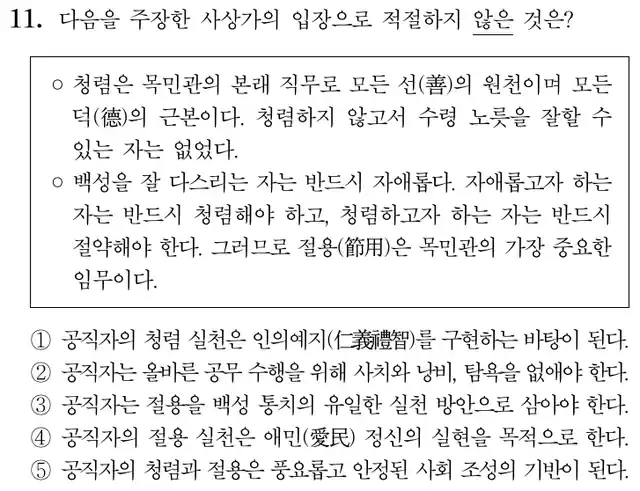 11. 다음을 주장한 사상가의 입장으로 적절하지 않은 것은?
○ 청렴은 목민관의 본래 직무로 모든 선(善)의 원천이며 모든
덕(德)의 근본이다. 청렴하지 않고서 수령 노릇을 잘할 수
있는 자는 없었다.
○ 백성을 잘 다스리는 자는 반드시 자애롭다. 자애롭고자 하는
자는 반드시 청렴해야 하고, 청렴하고자 하는 자는 반드시
절약해야 한다. 그러므로 절용(節用)은 목민관의 가장 중요한
임무이다.
① 공직자의 청렴 실천은 인의예지(仁義禮智)를 구현하는 바탕이 된다.
② 공직자는 올바른 공무 수행을 위해 사치와 낭비, 탐욕을 없애야 한다.
③ 공직자는 절용을 백성 통치의 유일한 실천 방안으로 삼아야 한다.
④ 공직자의 절용 실천은 애민(愛民) 정신의 실현을 목적으로 한다.
⑤ 공직자의 청렴과 절용은 풍요롭고 안정된 사회 조성의 기반이 된다.